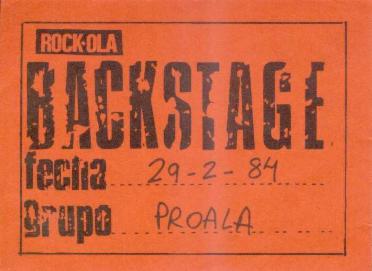 ROCK-OLA
BACKSTAGE
fecha 29-2-84
grupo PROALA